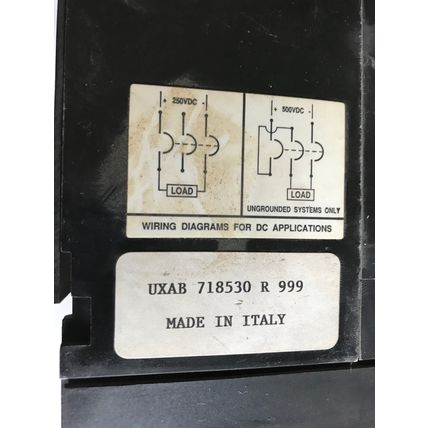 + 250VDC -
+ 500VDC -
LOAD
LOAD
UNGROUNDED SYSTEMS ONLY
WIRING DIAGRAMS FOR DC APPLICATIONS
UXAB 718530 R 999
MADE IN ITALY